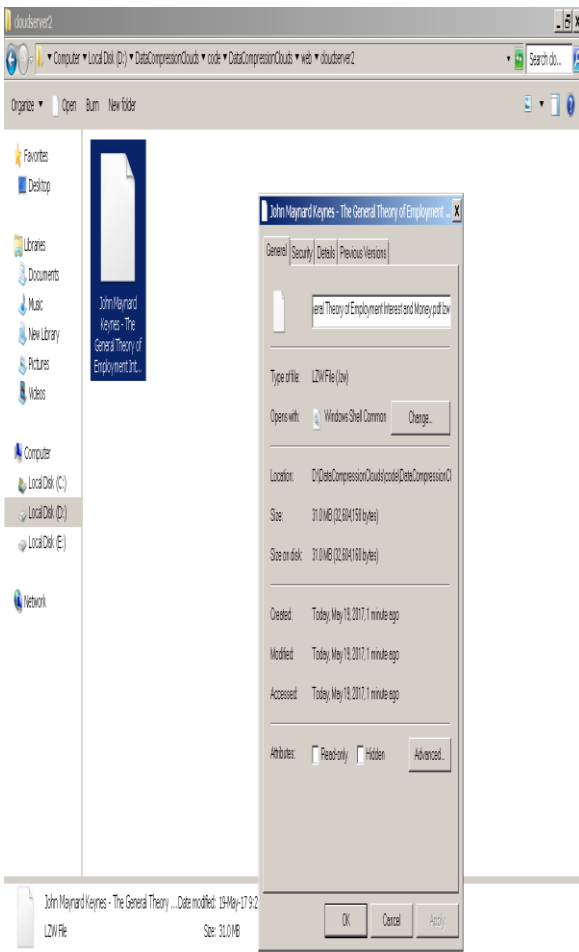 cloudserver2
Computer ▾ Local Disk (D:) ▾ DataCompressionClouds ▾ code ▾ DataCompressionClouds ▾ web ▾ cloudserver2
Search do...
Organize ▾ Open Burn New folder
Favorites
Desktop
Libraries
Documents
Music
New Library
Pictures
Videos
Computer
Local Disk (C:)
Local Disk (D:)
Local Disk (E:)
Network
John Maynard
Keynes - The
General Theory of
Employment Int...
John Maynard Keynes - The General Theory of Employment ...
General Security Details Previous Versions
eral Theory of Employment Interest and Money.pdf.lzw
Type of file: LZW File (.lzw)
Opens with: Windows Shell Common Change...
Location: D:\DataCompressionClouds\code\DataCompressionCl
Size: 31.0 MB (32,604,158 bytes)
Size on disk: 31.0 MB (32,604,160 bytes)
Created: Today, May 19, 2017, 1 minute ago
Modified: Today, May 19, 2017, 1 minute ago
Accessed: Today, May 19, 2017, 1 minute ago
Attributes: Read-only Hidden Advanced...
OK Cancel Apply
John Maynard Keynes - The General Theory ... Date modified: 19-May-17 9:2
LZW File Size: 31.0 MB